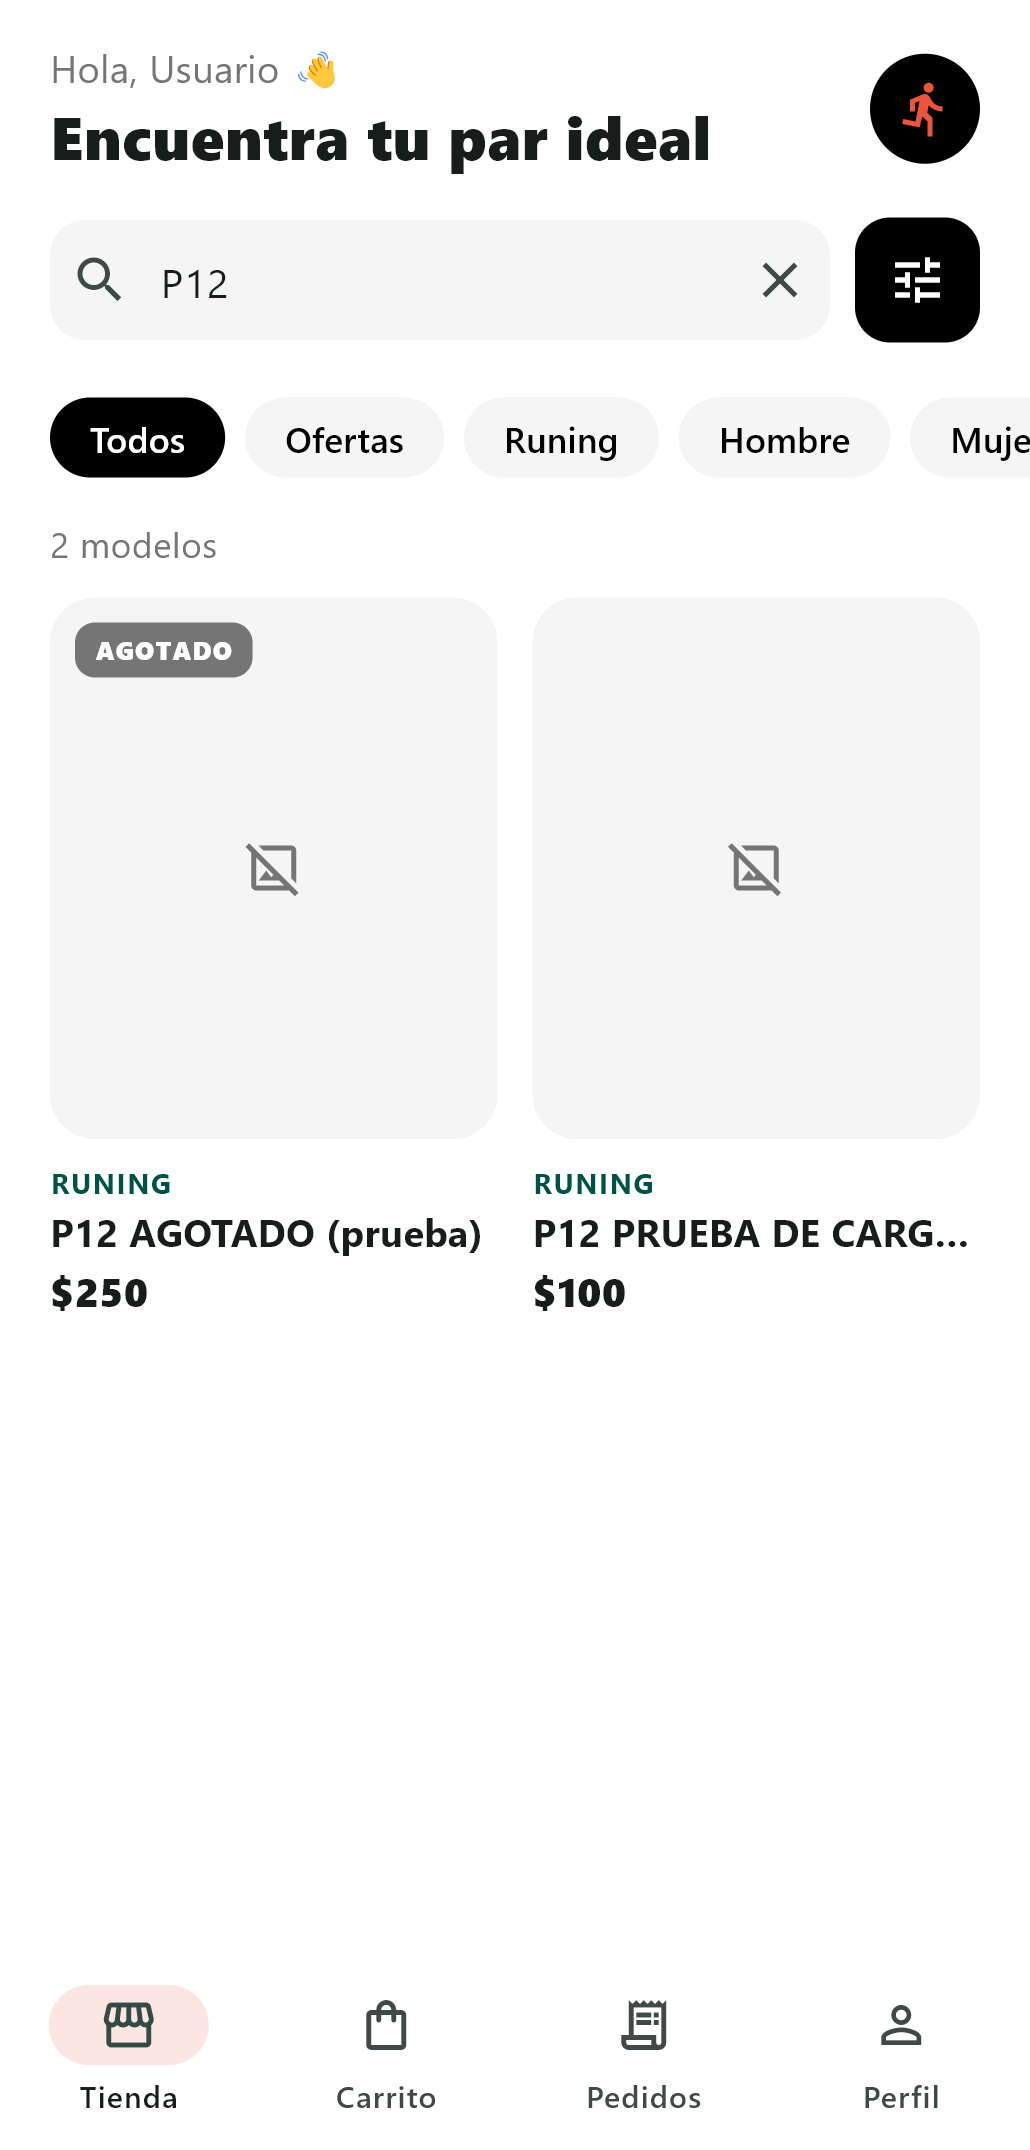 Hola, Usuario 👋
Encuentra tu par ideal
P12
Todos
Ofertas
Runing
Hombre
Muje
2 modelos
AGOTADO
RUNING
P12 AGOTADO (prueba)
$250
RUNING
P12 PRUEBA DE CARG...
$100
Tienda
Carrito
Pedidos
Perfil